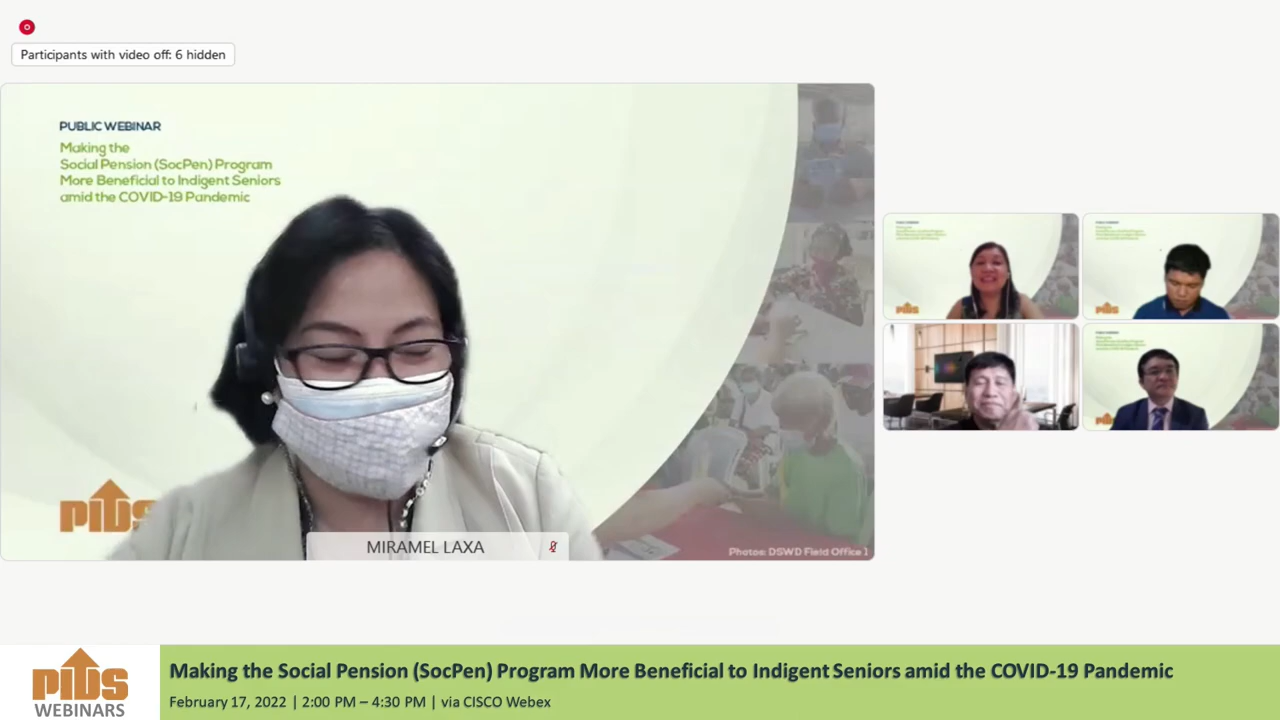 Participants with video off: 6 hidden
PUBLIC WEBINAR
Making the
Social Pension (SocPen) Program
More Beneficial to Indigent Seniors
amid the COVID-19 Pandemic
PIDS
MIRAMEL LAXA
Photos: DSWD Field Office 1
PIDS
PIDS
PIDS
WEBINARS
Making the Social Pension (SocPen) Program More Beneficial to Indigent Seniors amid the COVID-19 Pandemic
February 17, 2022 | 2:00 PM – 4:30 PM | via CISCO Webex